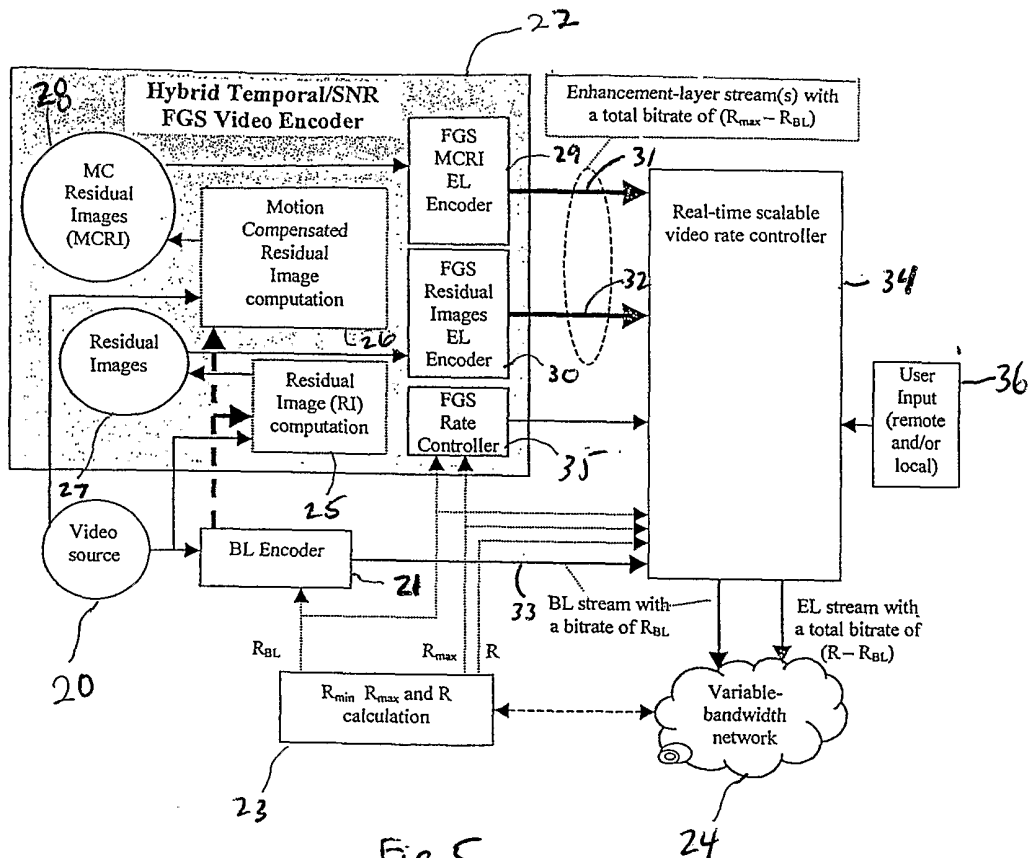 22
28
Hybrid Temporal/SNR
FGS Video Encoder
Enhancement-layer stream(s) with
a total bitrate of (Rmax – RBL)
MC
Residual
Images
(MCRI)
FGS
MCRI
EL
Encoder
29
31
Motion
Compensated
Residual
Image
computation
26
Real-time scalable
video rate controller
34
FGS
Residual
Images
EL
Encoder
30
32
Residual
Images
27
Residual
Image (RI)
computation
25
FGS
Rate
Controller
35
User
Input
(remote
and/or
local)
36
Video
source
20
BL Encoder
21
33
BL stream with
a bitrate of RBL
EL stream with
a total bitrate of
(R – RBL)
RBL
Rmax
R
Rmin Rmax and R
calculation
23
Variable-
bandwidth
network
24
Fig 5